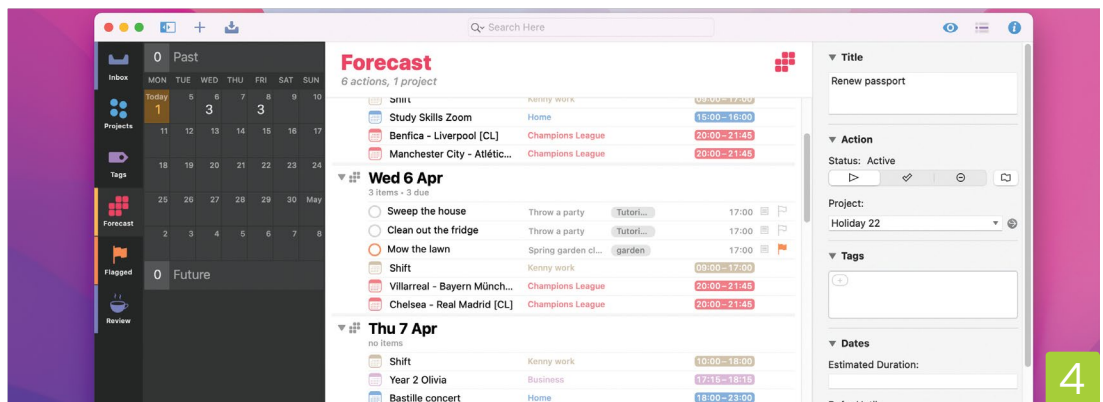 Search Here
Inbox
Projects
Tags
Forecast
Flagged
Review
0 Past
MON TUE WED THU FRI SAT SUN
Today 5 6 7 8 9 10
1 3 3
11 12 13 14 15 16 17
18 19 20 21 22 23 24
25 26 27 28 29 30 May
2 3 4 5 6 7 8
0 Future
Forecast
6 actions, 1 project
Shift Kenny work 09:00–17:00
Study Skills Zoom Home 15:00–16:00
Benfica - Liverpool [CL] Champions League 20:00–21:45
Manchester City - Atlétic... Champions League 20:00–21:45
Wed 6 Apr
3 items • 3 due
Sweep the house Throw a party Tutori... 17:00
Clean out the fridge Throw a party Tutori... 17:00
Mow the lawn Spring garden cl... garden 17:00
Shift Kenny work 09:00–17:00
Villarreal - Bayern Münch... Champions League 20:00–21:45
Chelsea - Real Madrid [CL] Champions League 20:00–21:45
Thu 7 Apr
no items
Shift Kenny work 10:00–18:00
Year 2 Olivia Business 17:15–18:15
Bastille concert Home 18:00–23:00
Title
Renew passport
Action
Status: Active
Project:
Holiday 22
Tags
Dates
Estimated Duration:
4